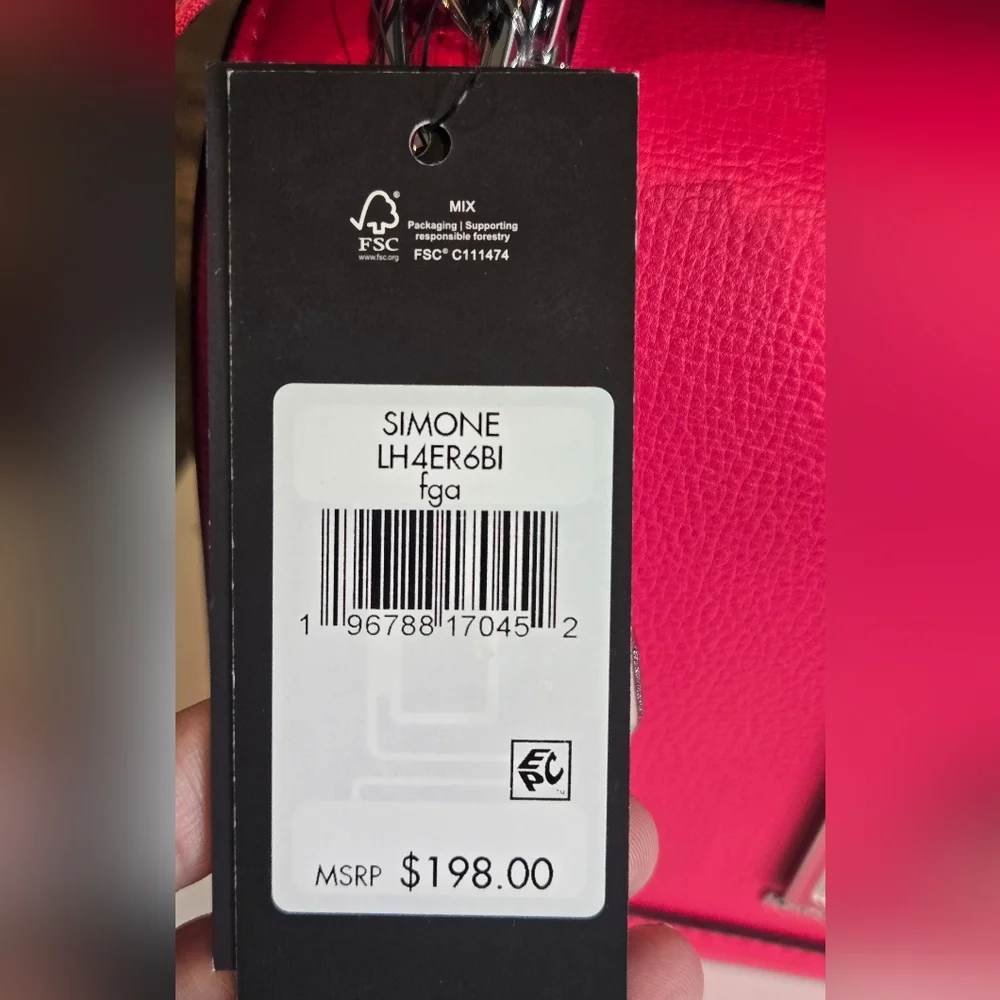 MIX
Packaging | Supporting
responsible forestry
FSC® C111474
FSC®
www.fsc.org
SIMONE
LH4ER6BI
fga
1 96788 17045 2
EPC™
MSRP $198.00